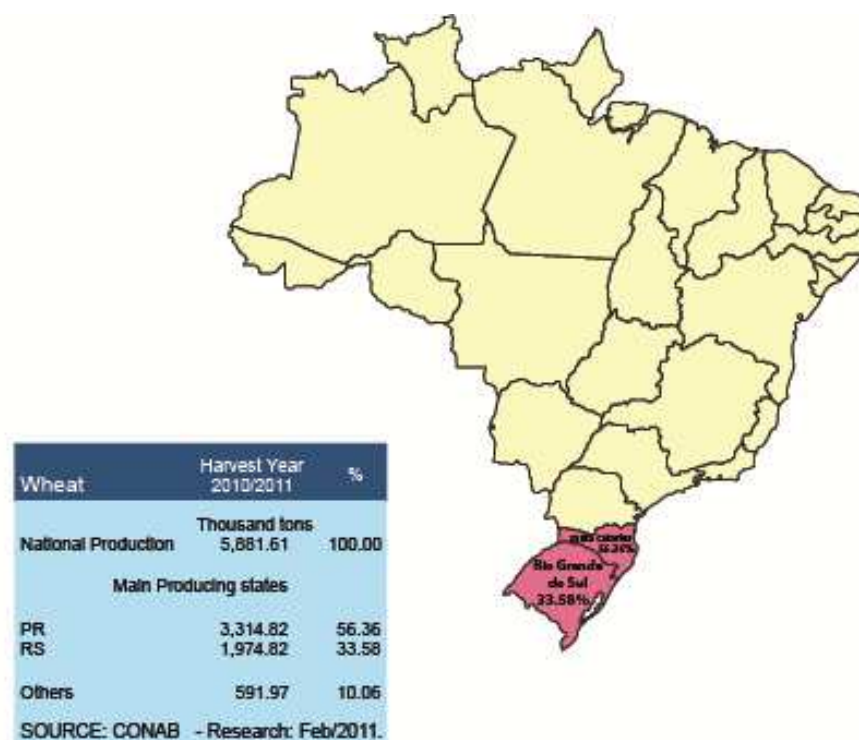 Wheat Harvest Year 2010/2011 %
Thousand tons
National Production 5,881.61 100.00
Main Producing states
PR 3,314.82 56.36
RS 1,974.82 33.58
Others 591.97 10.06
SOURCE: CONAB - Research: Feb/2011.
Rio Grande
do Sul
33.58%